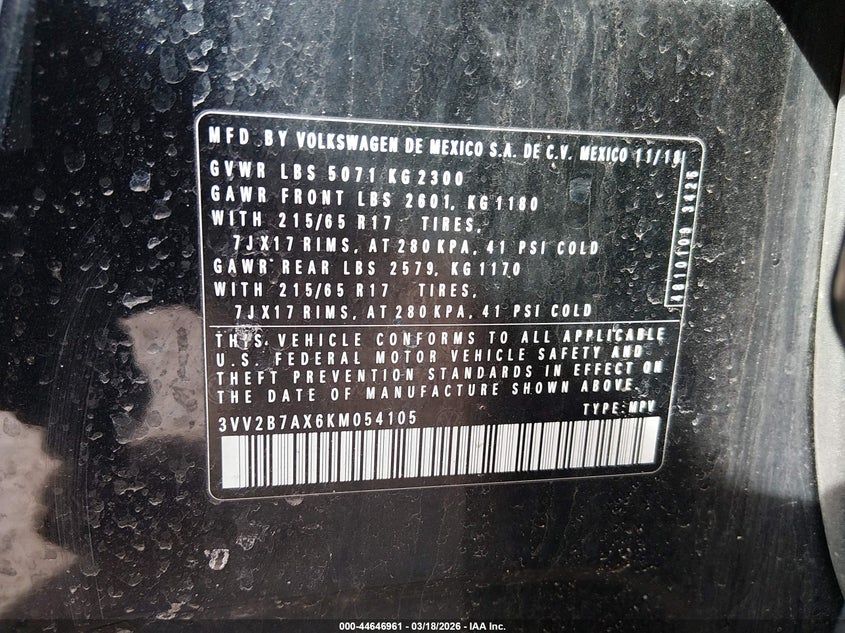 MFD BY VOLKSWAGEN DE MEXICO S.A. DE C.V. MEXICO 11/18
GVWR LBS 5071 KG 2300
GAWR FRONT LBS 2601, KG 1180
WITH 215/65 R17 TIRES,
7JX17 RIMS, AT 280 KPA, 41 PSI COLD
GAWR REAR LBS 2579, KG 1170
WITH 215/65 R17 TIRES,
7JX17 RIMS, AT 280 KPA, 41 PSI COLD
THIS VEHICLE CONFORMS TO ALL APPLICABLE
U.S. FEDERAL MOTOR VEHICLE SAFETY AND
THEFT PREVENTION STANDARDS IN EFFECT ON
THE DATE OF MANUFACTURE SHOWN ABOVE.
3VV2B7AX6KM054105 TYPE: MPV
000-44646961 | 03/18/2026 - IAA Inc.